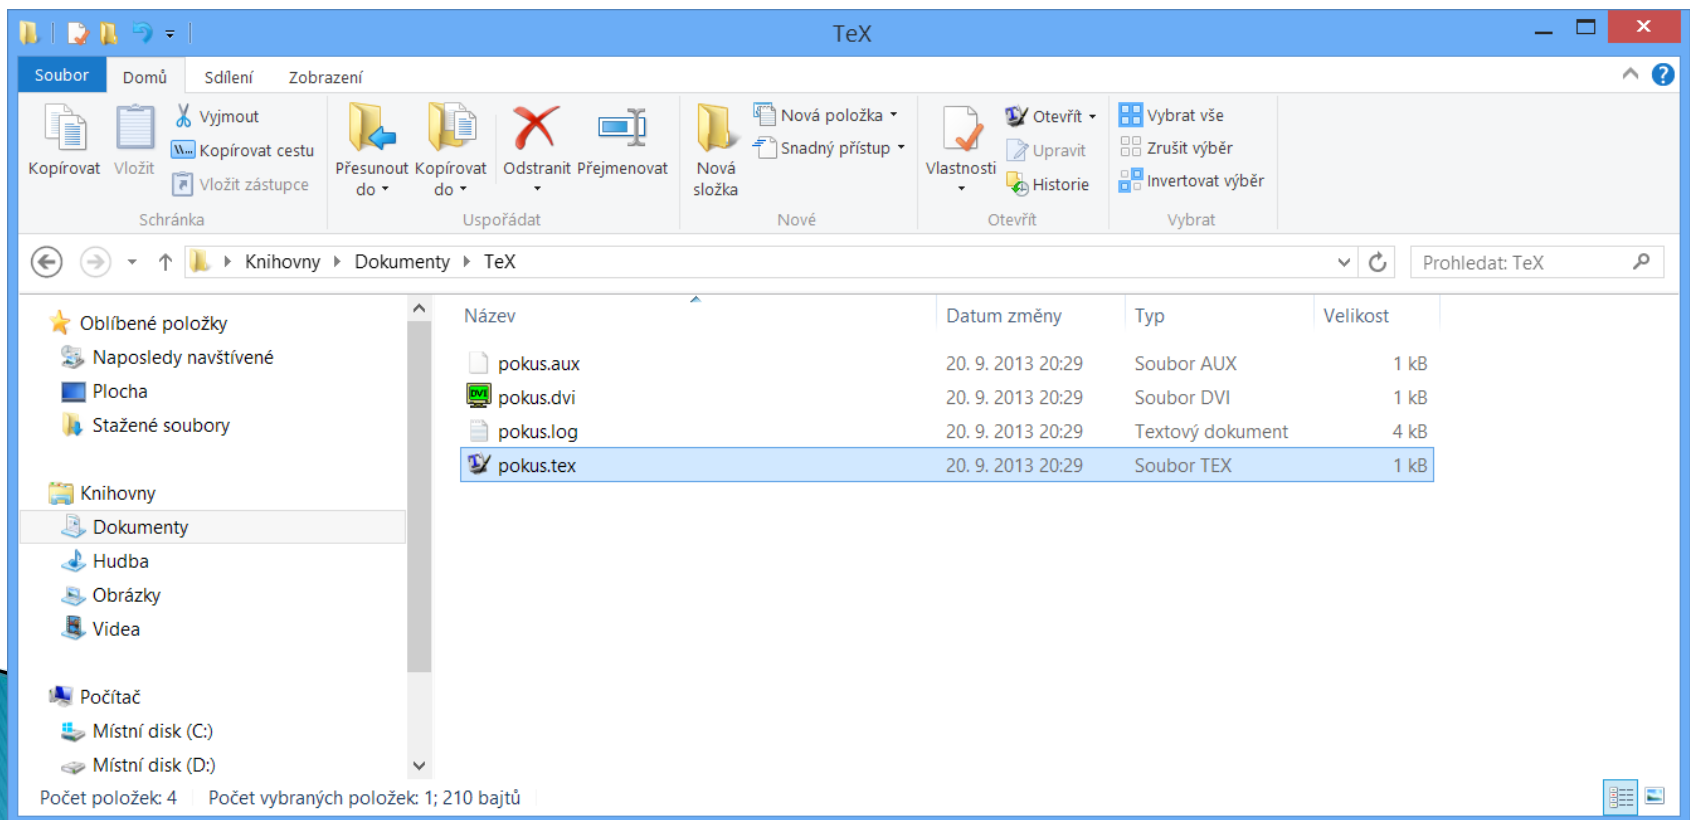 TeX
Soubor Domů Sdílení Zobrazení
Kopírovat
Vložit
Vyjmout
Kopírovat cestu
Vložit zástupce
Schránka
Přesunout do
Kopírovat do
Odstranit
Přejmenovat
Uspořádat
Nová složka
Nová položka
Snadný přístup
Nové
Vlastnosti
Otevřít
Upravit
Historie
Otevřít
Vybrat vše
Zrušit výběr
Invertovat výběr
Vybrat
Knihovny Dokumenty TeX
Prohledat: TeX
Oblíbené položky
Naposledy navštívené
Plocha
Stažené soubory
Knihovny
Dokumenty
Hudba
Obrázky
Videa
Počítač
Místní disk (C:)
Místní disk (D:)
Název Datum změny Typ Velikost
pokus.aux 20. 9. 2013 20:29 Soubor AUX 1 kB
DVI pokus.dvi 20. 9. 2013 20:29 Soubor DVI 1 kB
pokus.log 20. 9. 2013 20:29 Textový dokument 4 kB
pokus.tex 20. 9. 2013 20:29 Soubor TEX 1 kB
Počet položek: 4 Počet vybraných položek: 1; 210 bajtů